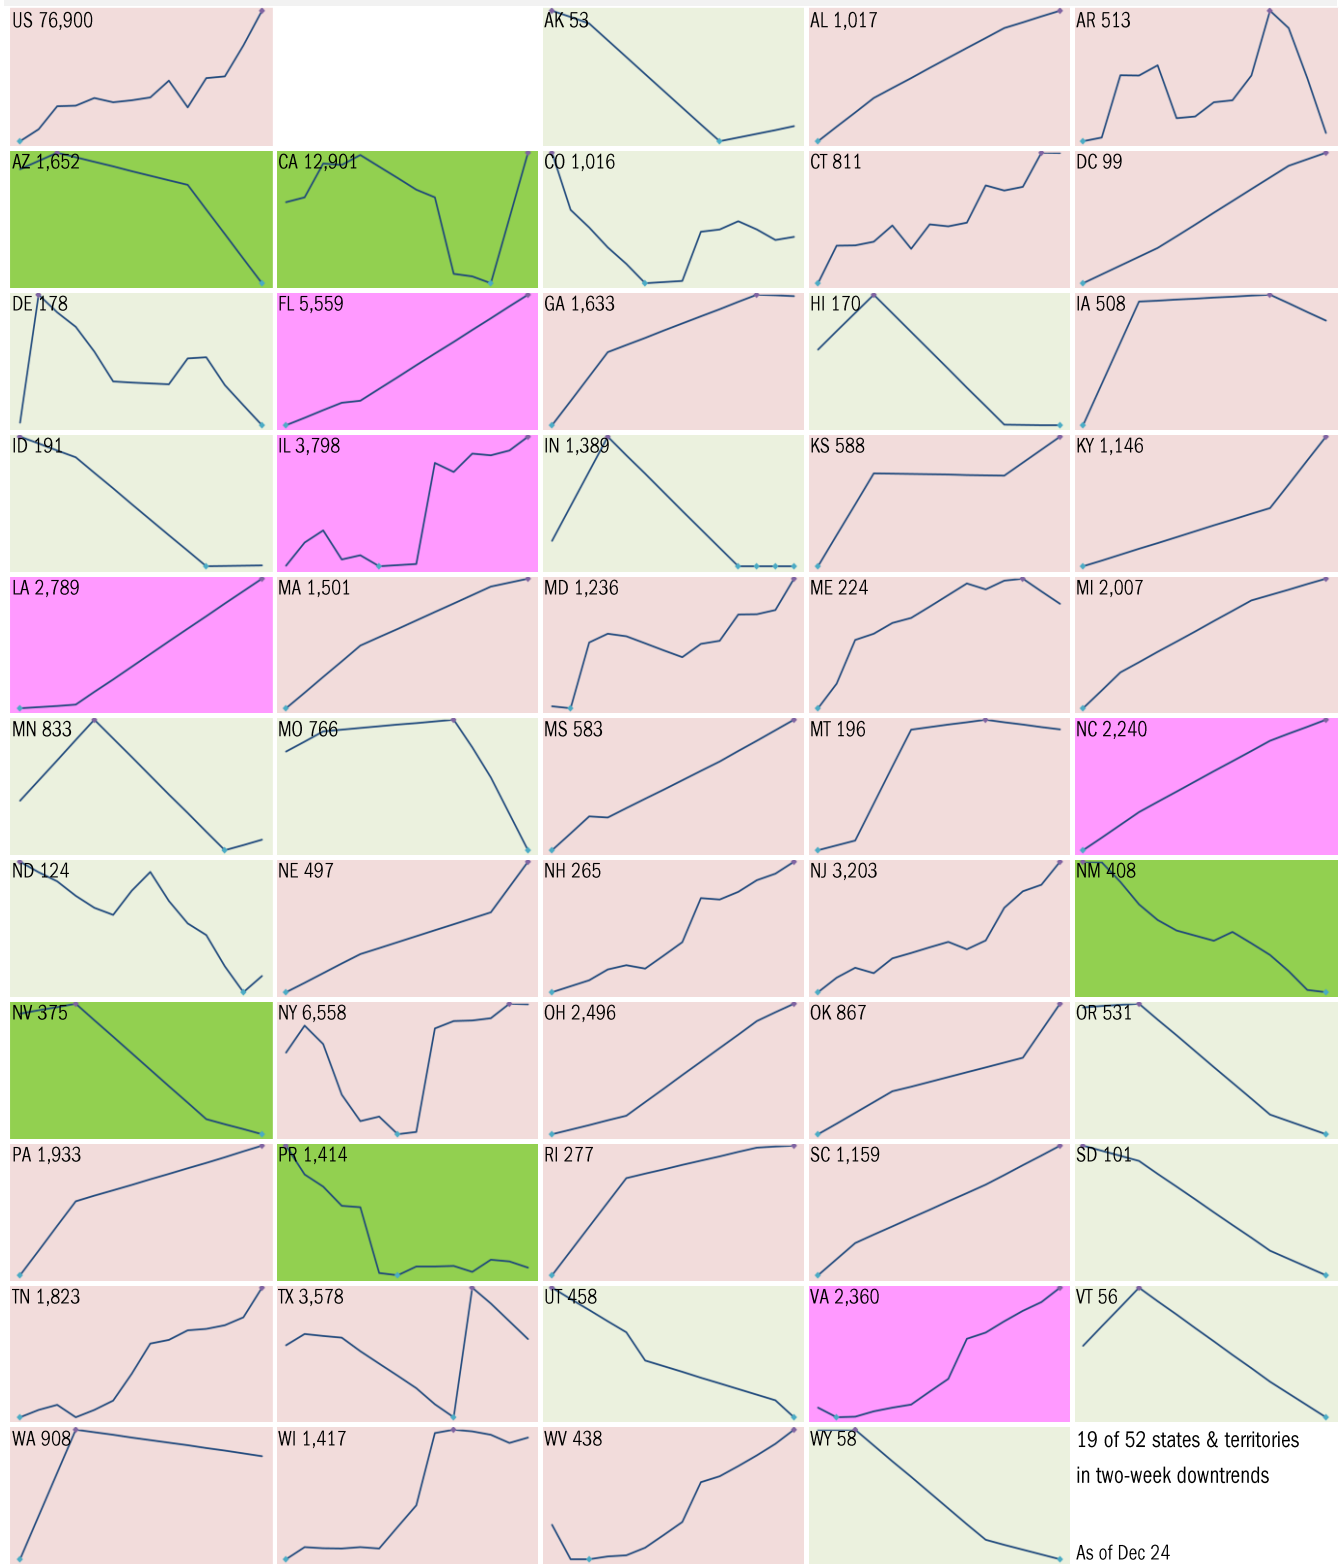 US 76,900
AK 53
AL 1,017
AR 513
AZ 1,652
CA 12,901
CO 1,016
CT 811
DC 99
DE 178
FL 5,559
GA 1,633
HI 170
IA 508
ID 191
IL 3,798
IN 1,389
KS 588
KY 1,146
LA 2,789
MA 1,501
MD 1,236
ME 224
MI 2,007
MN 833
MO 766
MS 583
MT 196
NC 2,240
ND 124
NE 497
NH 265
NJ 3,203
NM 408
NV 375
NY 6,558
OH 2,496
OK 867
OR 531
PA 1,933
PR 1,414
RI 277
SC 1,159
SD 101
TN 1,823
TX 3,578
UT 458
VA 2,360
VT 56
WA 908
WI 1,417
WV 438
WY 58
19 of 52 states & territories
in two-week downtrends
As of Dec 24